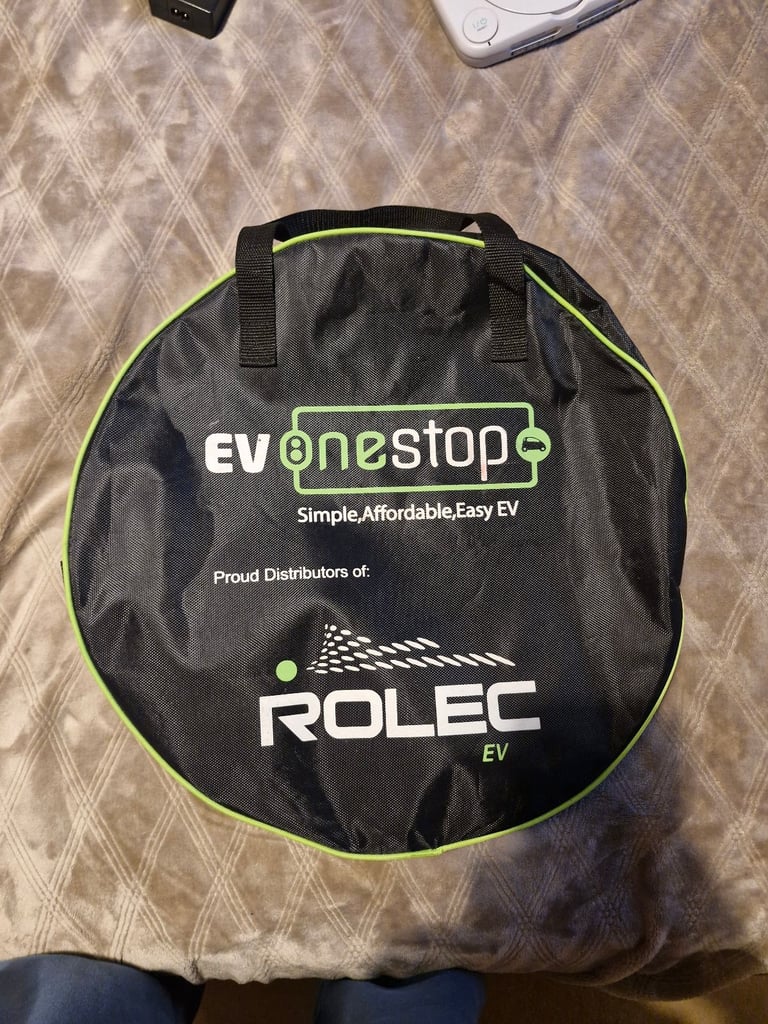 EV onestop
Simple,Affordable,Easy EV
Proud Distributors of:
ROLEC
EV